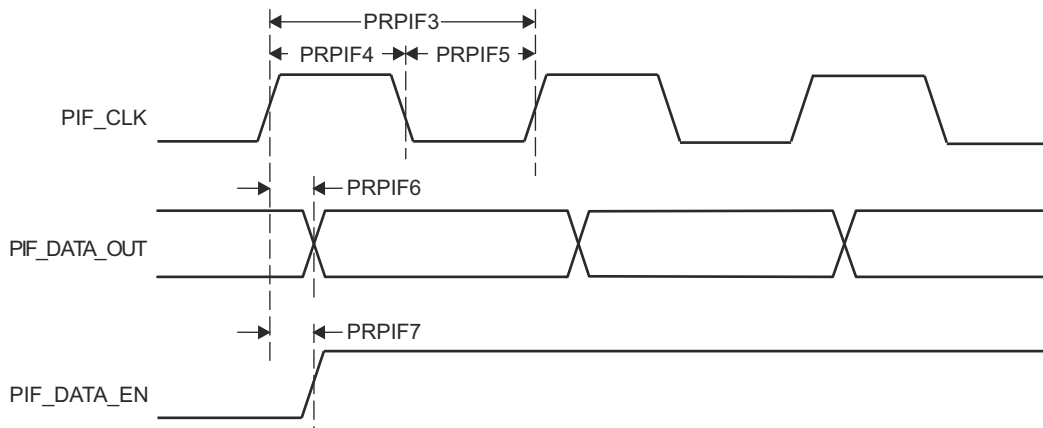 PRPIF3
PRPIF4 PRPIF5
PIF_CLK
PRPIF6
PIF_DATA_OUT
PRPIF7
PIF_DATA_EN